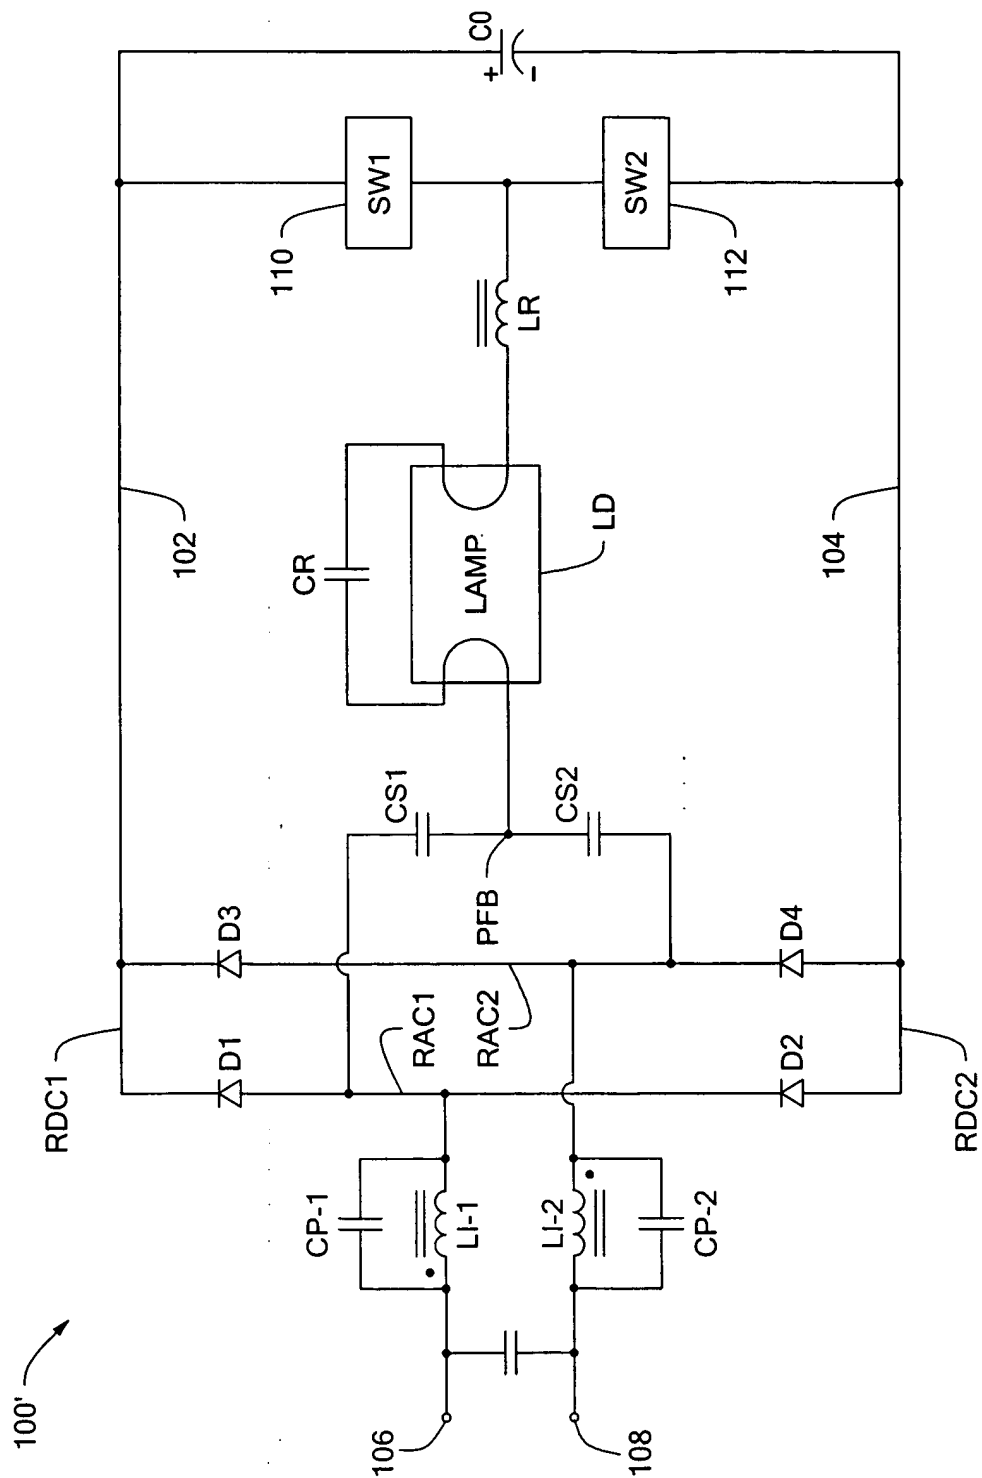 100'
106
108
CP-1
LI-1
LI-2
CP-2
RDC1
D1
RAC1
RAC2
D2
RDC2
D3
D4
PFB
CS1
CS2
CR
LAMP
LD
102
104
LR
110
SW1
SW2
112
C0
+
-